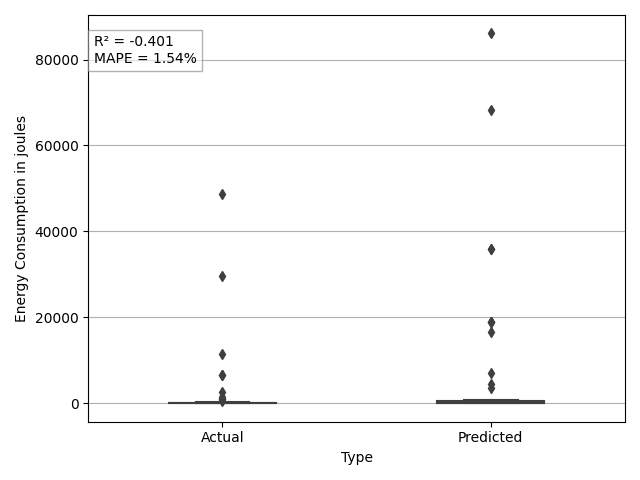 R² = -0.401
MAPE = 1.54%
Energy Consumption in joules
80000
60000
40000
20000
0
Actual
Predicted
Type